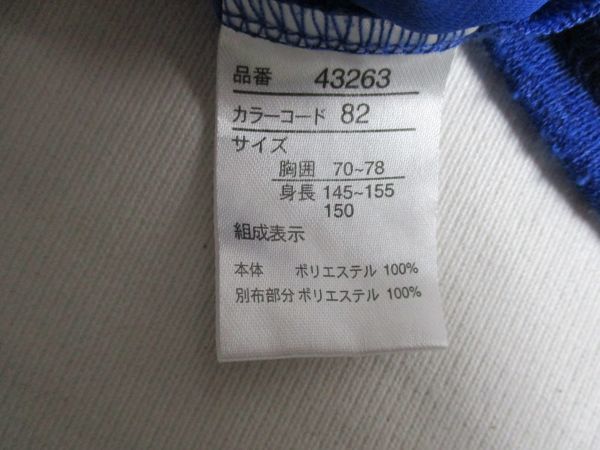 品番 43263
カラーコード 82
サイズ
胸囲 70~78
身長 145~155
150
組成表示
本体 ポリエステル 100%
別布部分 ポリエステル 100%